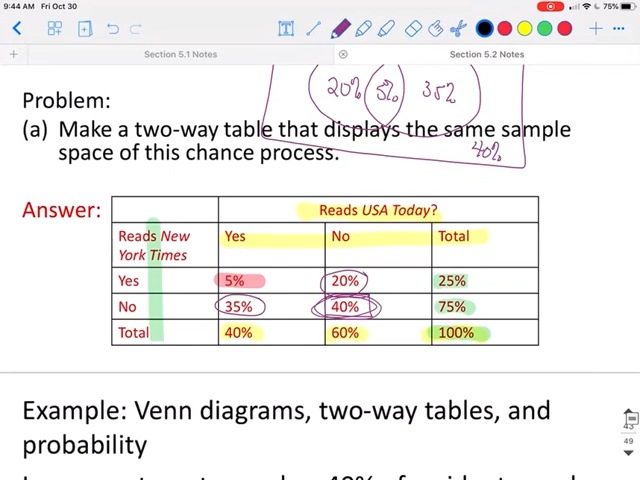 9:44 AM Fri Oct 30
75%
Section 5.1 Notes
Section 5.2 Notes
20% 5% 35%
Problem:
(a) Make a two-way table that displays the same sample
space of this chance process.
40%
Answer:
Reads USA Today?
Reads New York Times
Yes No Total
Yes 5% 20% 25%
No 35% 40% 75%
Total 40% 60% 100%
43
49
Example: Venn diagrams, two-way tables, and
probability